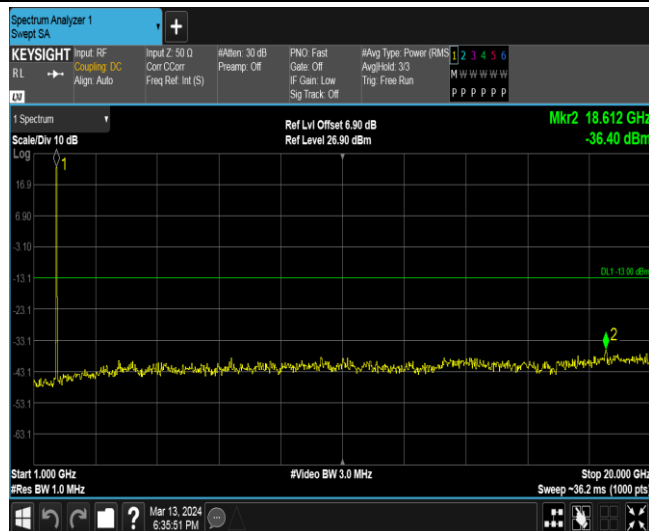 Spectrum Analyzer 1
Swept SA
+
KEYSIGHT Input: RF Input Z: 50 Ω #Atten: 30 dB PNO: Fast #Avg Type: Power (RMS 1 2 3 4 5 6
RL Coupling: DC Corr CCorr Preamp: Off Gate: Off Avg|Hold: 3/3 M W W W W W
Align: Auto Freq Ref: Int (S) IF Gain: Low Trig: Free Run
Sig Track: Off P P P P P P
LXI
1 Spectrum Ref Lvl Offset 6.90 dB Mkr2 18.612 GHz
Scale/Div 10 dB Ref Level 26.90 dBm -36.40 dBm
Log
1
16.9
6.90
-3.10
DL1 -13.00 dBm
-13.1
-23.1
-33.1
2
-43.1
-53.1
-63.1
Start 1.000 GHz #Video BW 3.0 MHz Stop 20.000 GHz
#Res BW 1.0 MHz Sweep ~36.2 ms (1000 pts)
? Mar 13, 2024
6:35:51 PM